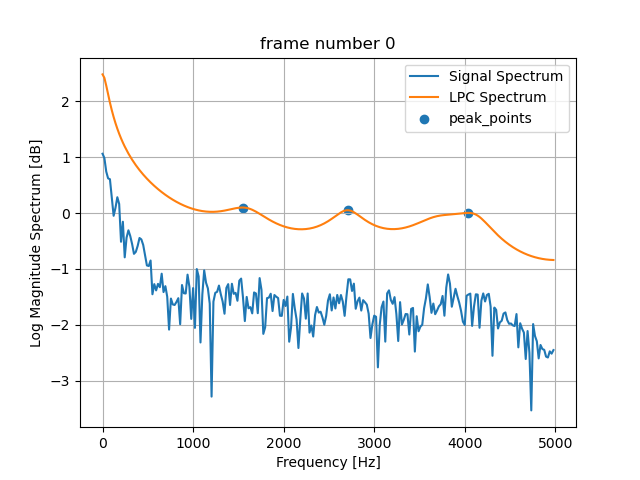 frame number 0
Signal Spectrum
LPC Spectrum
peak_points
Log Magnitude Spectrum [dB]
2
1
0
−1
−2
−3
0 1000 2000 3000 4000 5000
Frequency [Hz]